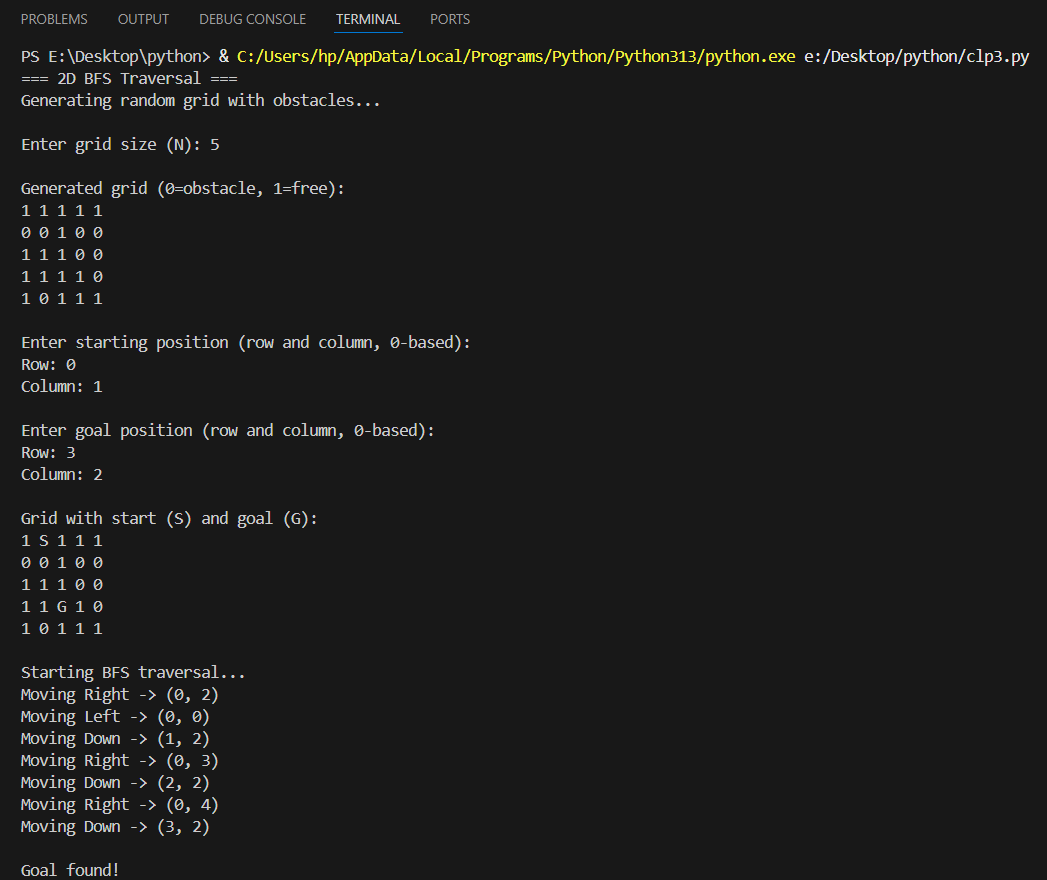 PROBLEMS OUTPUT DEBUG CONSOLE TERMINAL PORTS
PS E:\Desktop\python> & C:/Users/hp/AppData/Local/Programs/Python/Python313/python.exe e:/Desktop/python/clp3.py
=== 2D BFS Traversal ===
Generating random grid with obstacles...
Enter grid size (N): 5
Generated grid (0=obstacle, 1=free):
1 1 1 1 1
0 0 1 0 0
1 1 1 0 0
1 1 1 1 0
1 0 1 1 1
Enter starting position (row and column, 0-based):
Row: 0
Column: 1
Enter goal position (row and column, 0-based):
Row: 3
Column: 2
Grid with start (S) and goal (G):
1 S 1 1 1
0 0 1 0 0
1 1 1 0 0
1 1 G 1 0
1 0 1 1 1
Starting BFS traversal...
Moving Right -> (0, 2)
Moving Left -> (0, 0)
Moving Down -> (1, 2)
Moving Right -> (0, 3)
Moving Down -> (2, 2)
Moving Right -> (0, 4)
Moving Down -> (3, 2)
Goal found!